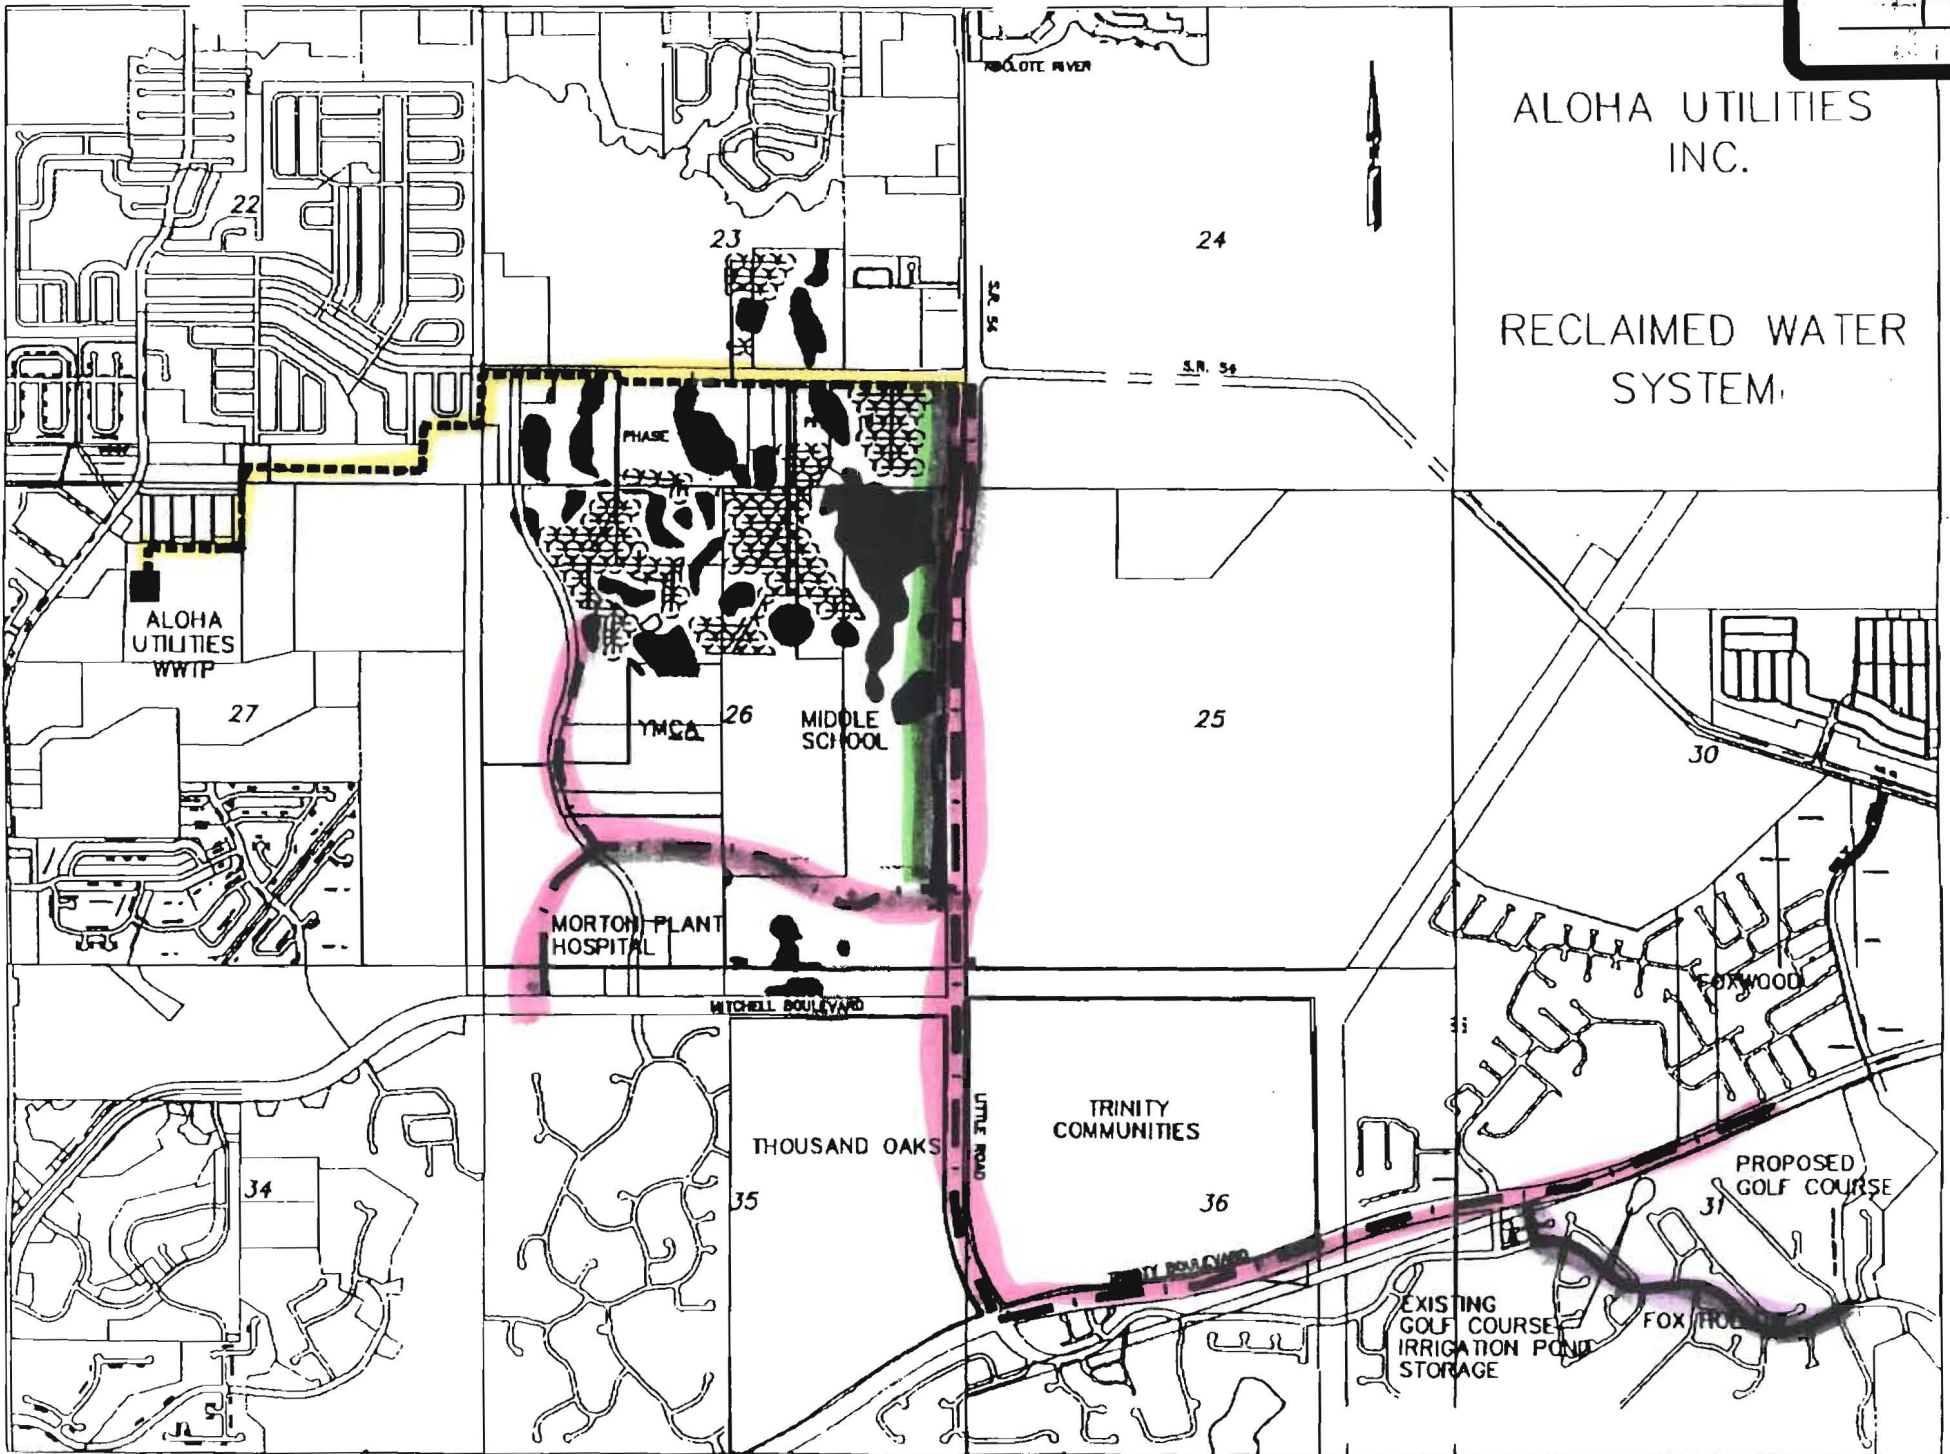 ALOHA UTILITIES
INC.
RECLAIMED WATER
SYSTEM
22
23
24
S.R. 54
S.R. 54
PHASE
ALOHA
UTILITIES
WWTP
27
YMCA
26
MIDDLE
SCHOOL
25
30
MORTON PLANT
HOSPITAL
MITCHELL BOULEVARD
FOXWOOD
THOUSAND OAKS
LITTLE ROAD
TRINITY
COMMUNITIES
34
35
36
31
PROPOSED
GOLF COURSE
BOULEVARD
EXISTING
GOLF COURSE
IRRIGATION POND
STORAGE
FOX